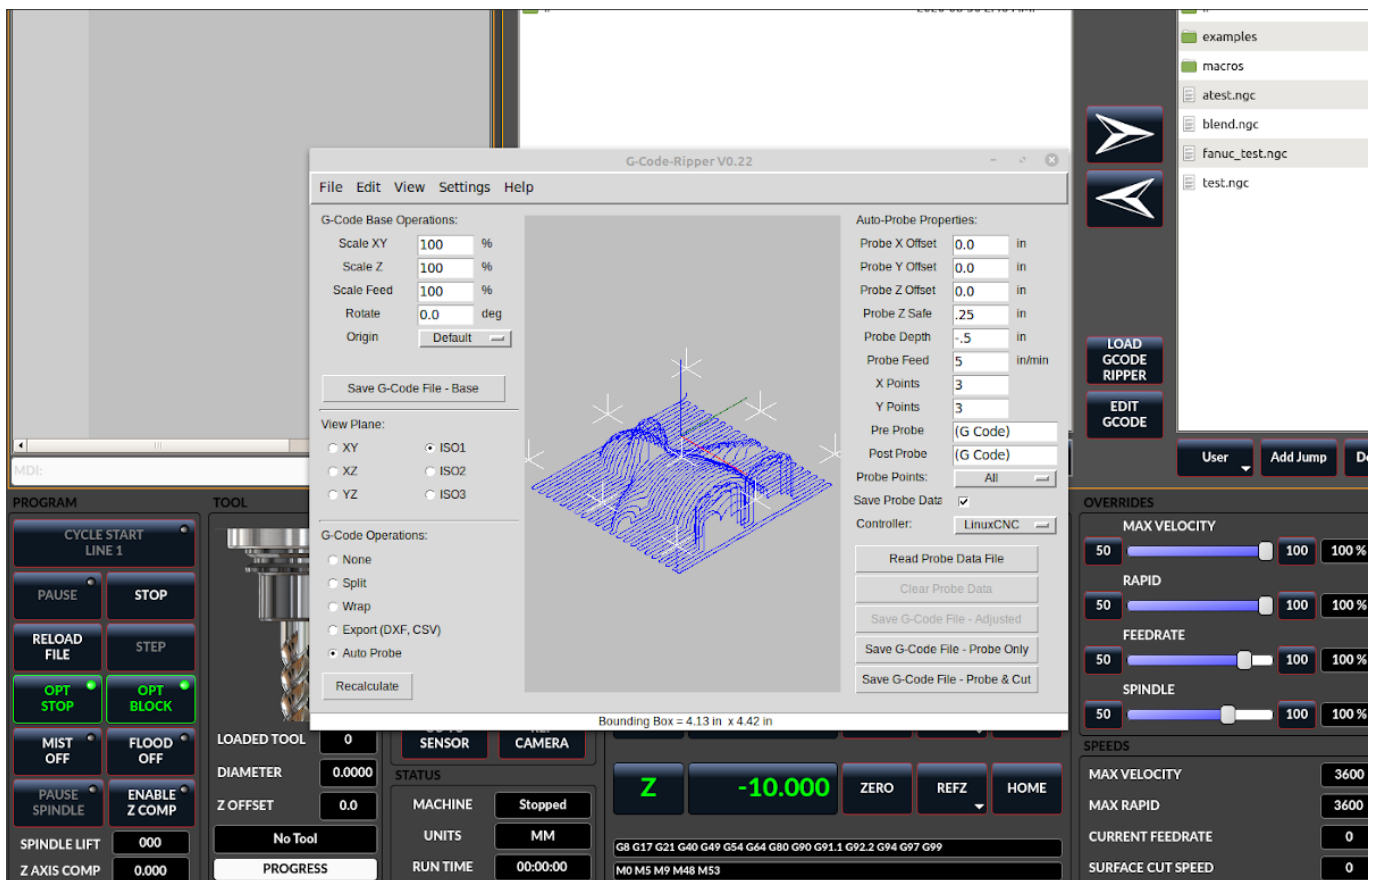 examples
macros
atest.ngc
blend.ngc
fanuc_test.ngc
test.ngc
G-Code-Ripper V0.22
File Edit View Settings Help
G-Code Base Operations:
Scale XY 100 %
Scale Z 100 %
Scale Feed 100 %
Rotate 0.0 deg
Origin Default
Save G-Code File - Base
View Plane:
XY ISO1
XZ ISO2
YZ ISO3
G-Code Operations:
None
Split
Wrap
Export (DXF, CSV)
Auto Probe
Recalculate
Auto-Probe Properties:
Probe X Offset 0.0 in
Probe Y Offset 0.0 in
Probe Z Offset 0.0 in
Probe Z Safe .25 in
Probe Depth -.5 in
Probe Feed 5 in/min
X Points 3
Y Points 3
Pre Probe (G Code)
Post Probe (G Code)
Probe Points: All
Save Probe Data
Controller: LinuxCNC
Read Probe Data File
Clear Probe Data
Save G-Code File - Adjusted
Save G-Code File - Probe Only
Save G-Code File - Probe & Cut
Bounding Box = 4.13 in x 4.42 in
LOAD
GCODE
RIPPER
EDIT
GCODE
User
Add Jump
MDI:
PROGRAM
CYCLE START
LINE 1
PAUSE
STOP
RELOAD
FILE
STEP
OPT
STOP
OPT
BLOCK
MIST
OFF
FLOOD
OFF
PAUSE
SPINDLE
ENABLE
Z COMP
SPINDLE LIFT 000
Z AXIS COMP 0.000
TOOL
LOADED TOOL 0
DIAMETER 0.0000
Z OFFSET 0.0
No Tool
PROGRESS
SENSOR
CAMERA
STATUS
MACHINE Stopped
UNITS MM
RUN TIME 00:00:00
Z -10.000 ZERO REFZ HOME
G8 G17 G21 G40 G49 G54 G64 G80 G90 G91.1 G92.2 G94 G97 G99
M0 M5 M9 M48 M53
OVERRIDES
MAX VELOCITY
50 100 100 %
RAPID
50 100 100 %
FEEDRATE
50 100 100 %
SPINDLE
50 100 100 %
SPEEDS
MAX VELOCITY 3600
MAX RAPID 3600
CURRENT FEEDRATE 0
SURFACE CUT SPEED 0